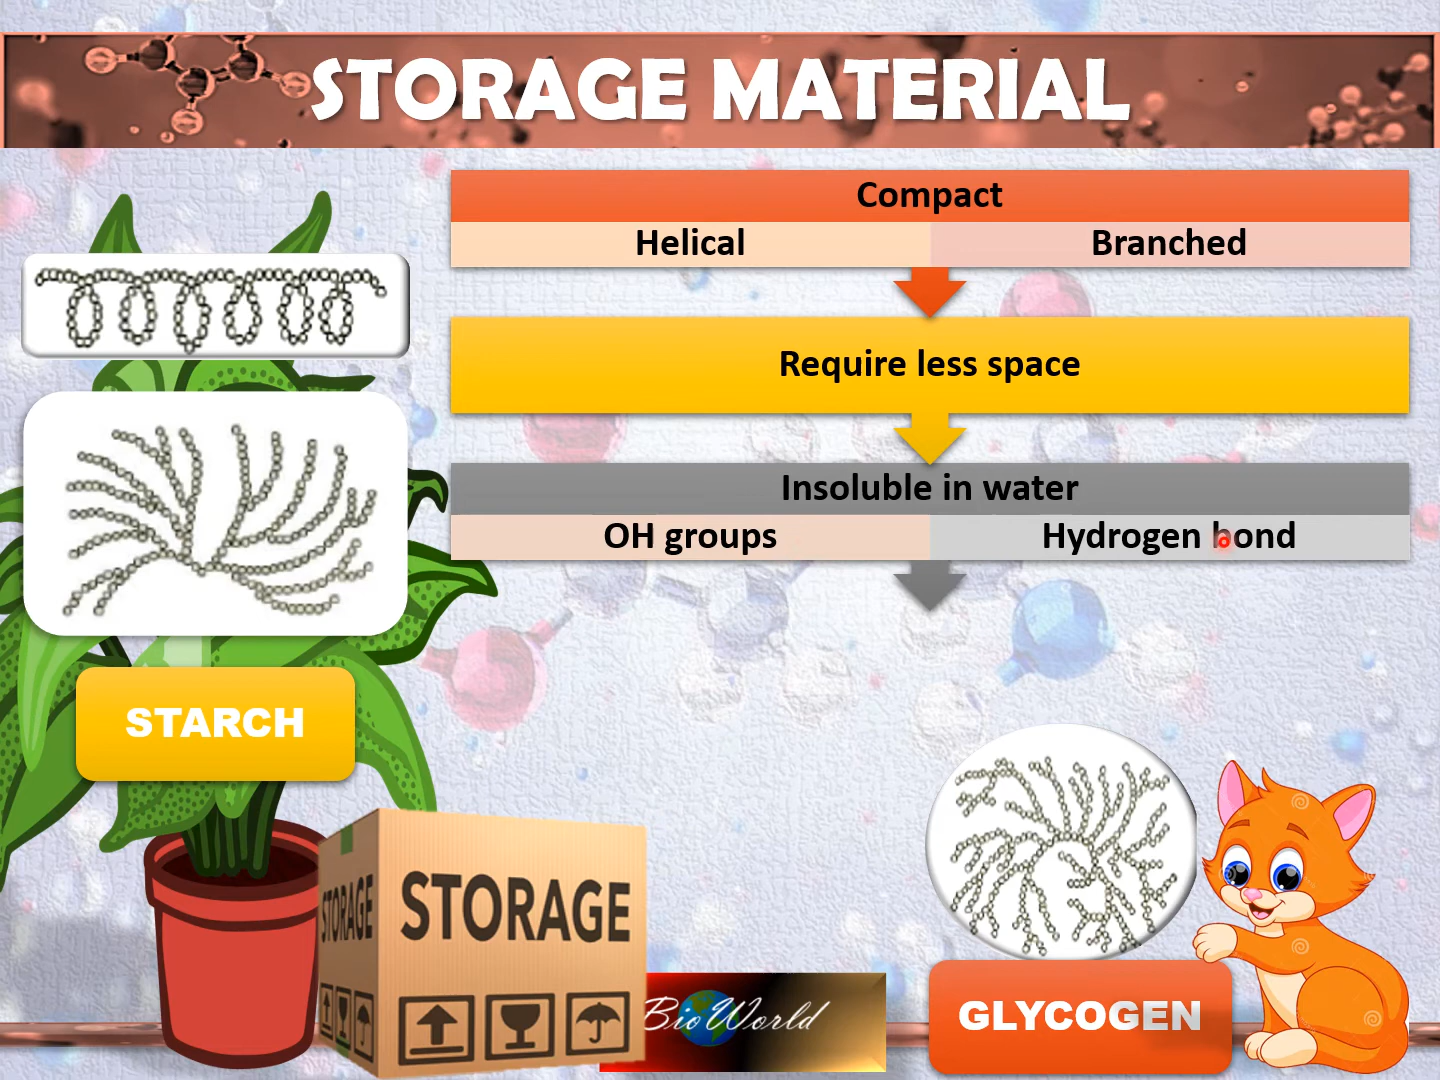 STORAGE MATERIAL
Compact
Helical Branched
Require less space
Insoluble in water
OH groups Hydrogen bond
STARCH
STORAGE STORAGE
BioWorld
GLYCOGEN